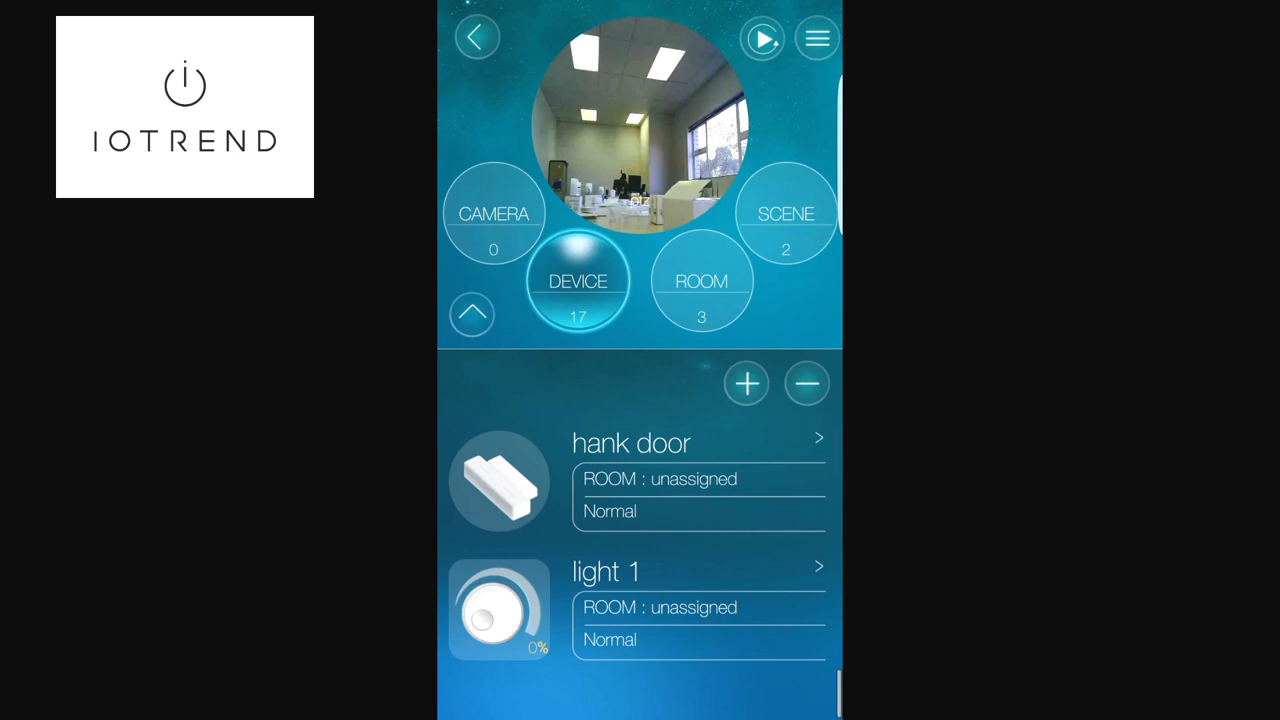 IOTREND
ptz
CAMERA
0
SCENE
2
DEVICE
17
ROOM
3
hank door
ROOM : unassigned
Normal
light 1
ROOM : unassigned
Normal
0%